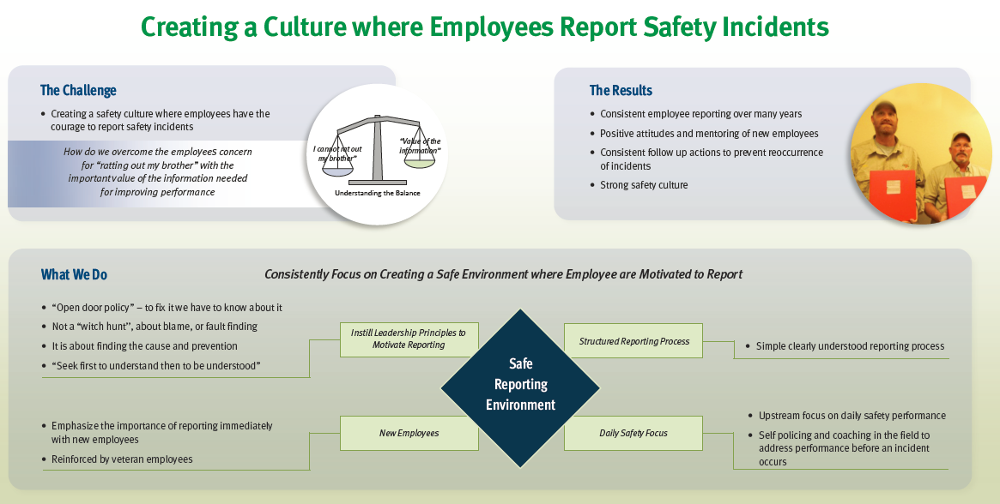 Creating a Culture where Employees Report Safety Incidents
The Challenge
• Creating a safety culture where employees have the
courage to report safety incidents
How do we overcome the employees concern
for “ratting out my brother” with the
importantvalue of the information needed
for improving performance
I cannot rat out
my brother”
“Value of the
information”
Understanding the Balance
The Results
• Consistent employee reporting over many years
• Positive attitudes and mentoring of new employees
• Consistent follow up actions to prevent reoccurrence
of incidents
• Strong safety culture
What We Do
Consistently Focus on Creating a Safe Environment where Employee are Motivated to Report
• “Open door policy” – to fix it we have to know about it
• Not a “witch hunt”, about blame, or fault finding
• It is about finding the cause and prevention
• “Seek first to understand then to be understood”
Instill Leadership Principles to
Motivate Reporting
Structured Reporting Process
• Simple clearly understood reporting process
Safe
Reporting
Environment
• Emphasize the importance of reporting immediately
with new employees
• Reinforced by veteran employees
New Employees
Daily Safety Focus
• Upstream focus on daily safety performance
• Self policing and coaching in the field to
address performance before an incident
occurs